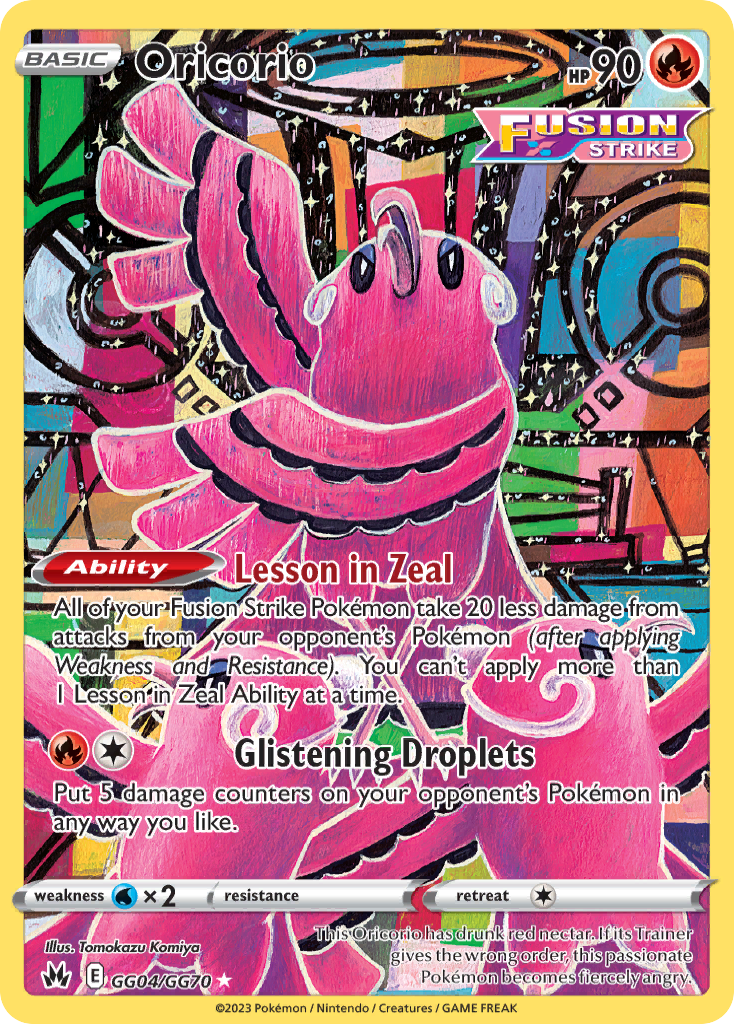 BASIC Oricorio HP 90
FUSION
STRIKE
Ability Lesson in Zeal
All of your Fusion Strike Pokémon take 20 less damage from
attacks from your opponent's Pokémon (after applying
Weakness and Resistance). You can't apply more than
1 Lesson in Zeal Ability at a time.
Glistening Droplets
Put 5 damage counters on your opponent's Pokémon in
any way you like.
weakness ×2 resistance retreat
Illus. Tomokazu Komiya
This Oricorio has drunk red nectar. If its Trainer
gives the wrong order, this passionate
Pokémon becomes fiercely angry.
E GG04/GG70 ★
©2023 Pokémon / Nintendo / Creatures / GAME FREAK